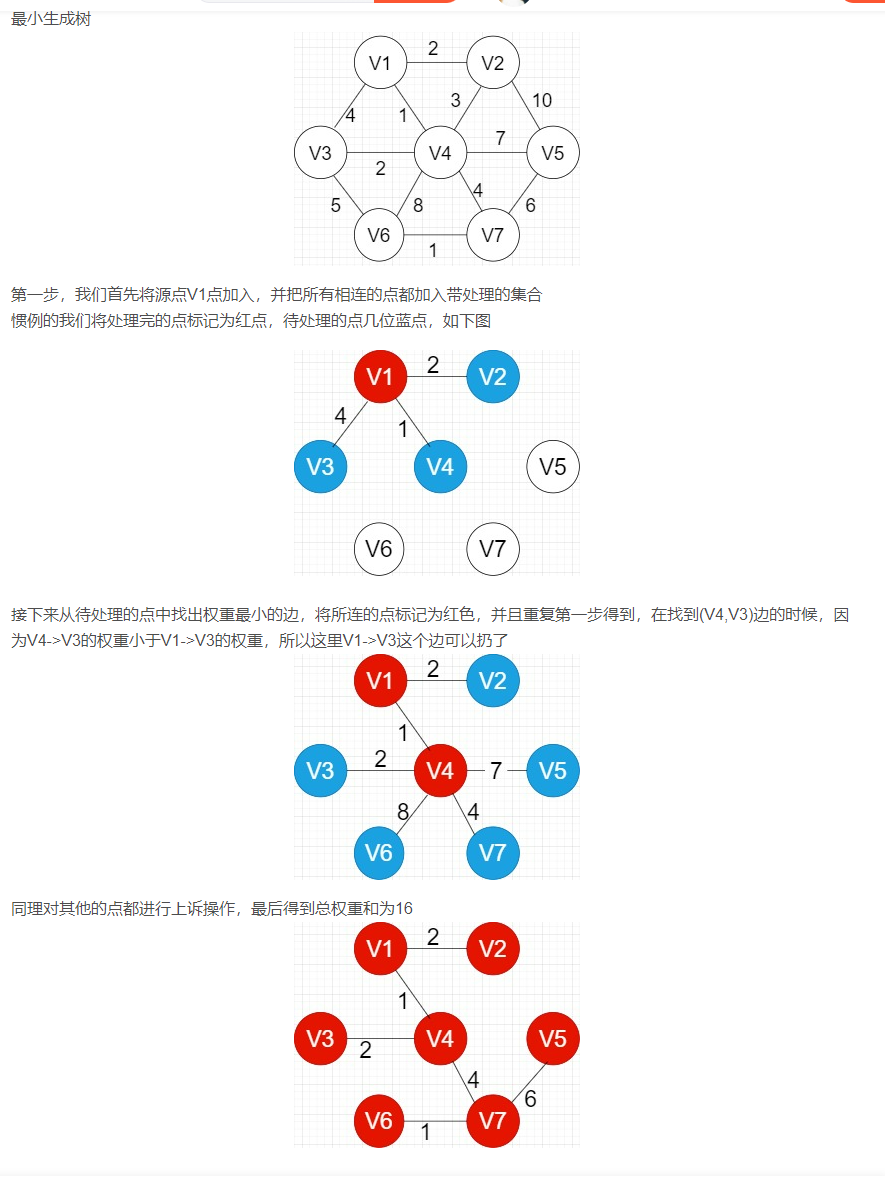 最小生成树
V1 2 V2
4 1 3 10
V3 2 V4 7 V5
5 8 4 6
V6 1 V7
第一步，我们首先将源点V1点加入，并把所有相连的点都加入带处理的集合
惯例的我们将处理完的点标记为红点，待处理的点几位蓝点，如下图
V1 2 V2
4 1
V3 V4 V5
V6 V7
接下来从待处理的点中找出权重最小的边，将所连的点标记为红色，并且重复第一步得到，在找到(V4,V3)边的时候，因
为V4->V3的权重小于V1->V3的权重，所以这里V1->V3这个边可以扔了
V1 2 V2
1
V3 2 V4 7 V5
8 4
V6 V7
同理对其他的点都进行上诉操作，最后得到总权重和为16
V1 2 V2
1
V3 2 V4 V5
4 6
V6 1 V7